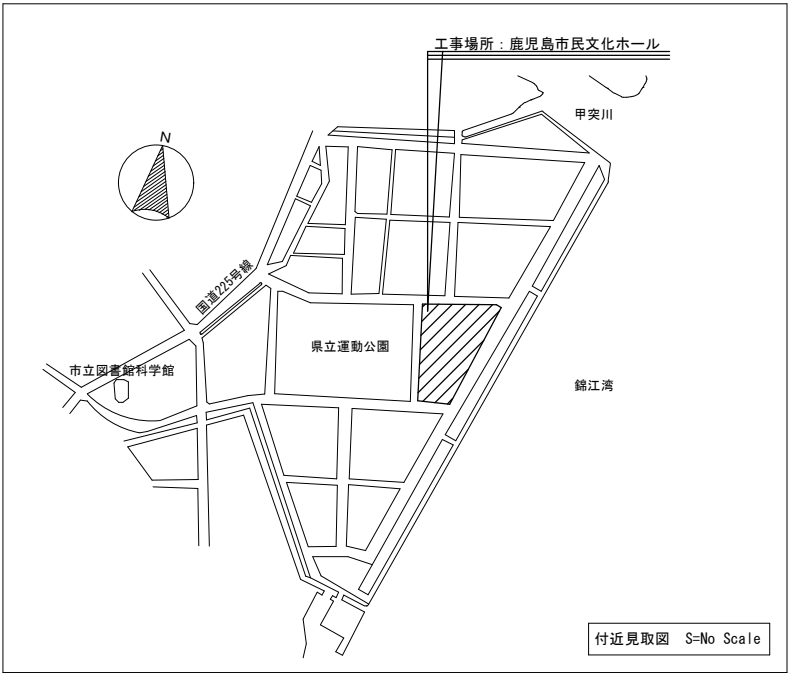 工事場所：鹿児島市民文化ホール
甲突川
N
国道225号線
県立運動公園
市立図書館科学館
錦江湾
付近見取図 S=No Scale